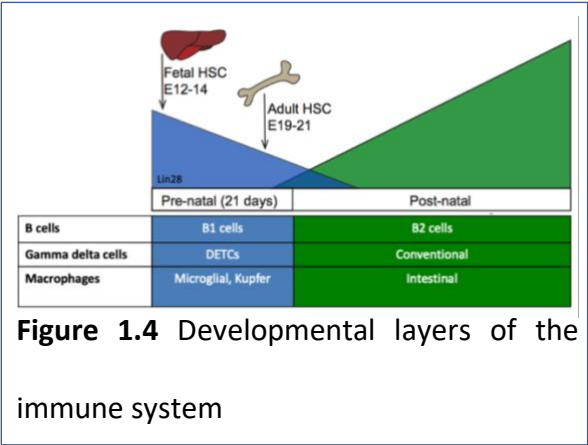 Fetal HSC
E12-14
Adult HSC
E19-21
Lin28
Pre-natal (21 days) Post-natal
B cells B1 cells B2 cells
Gamma delta cells DETCs Conventional
Macrophages Microglial, Kupfer Intestinal
Figure 1.4 Developmental layers of the
immune system